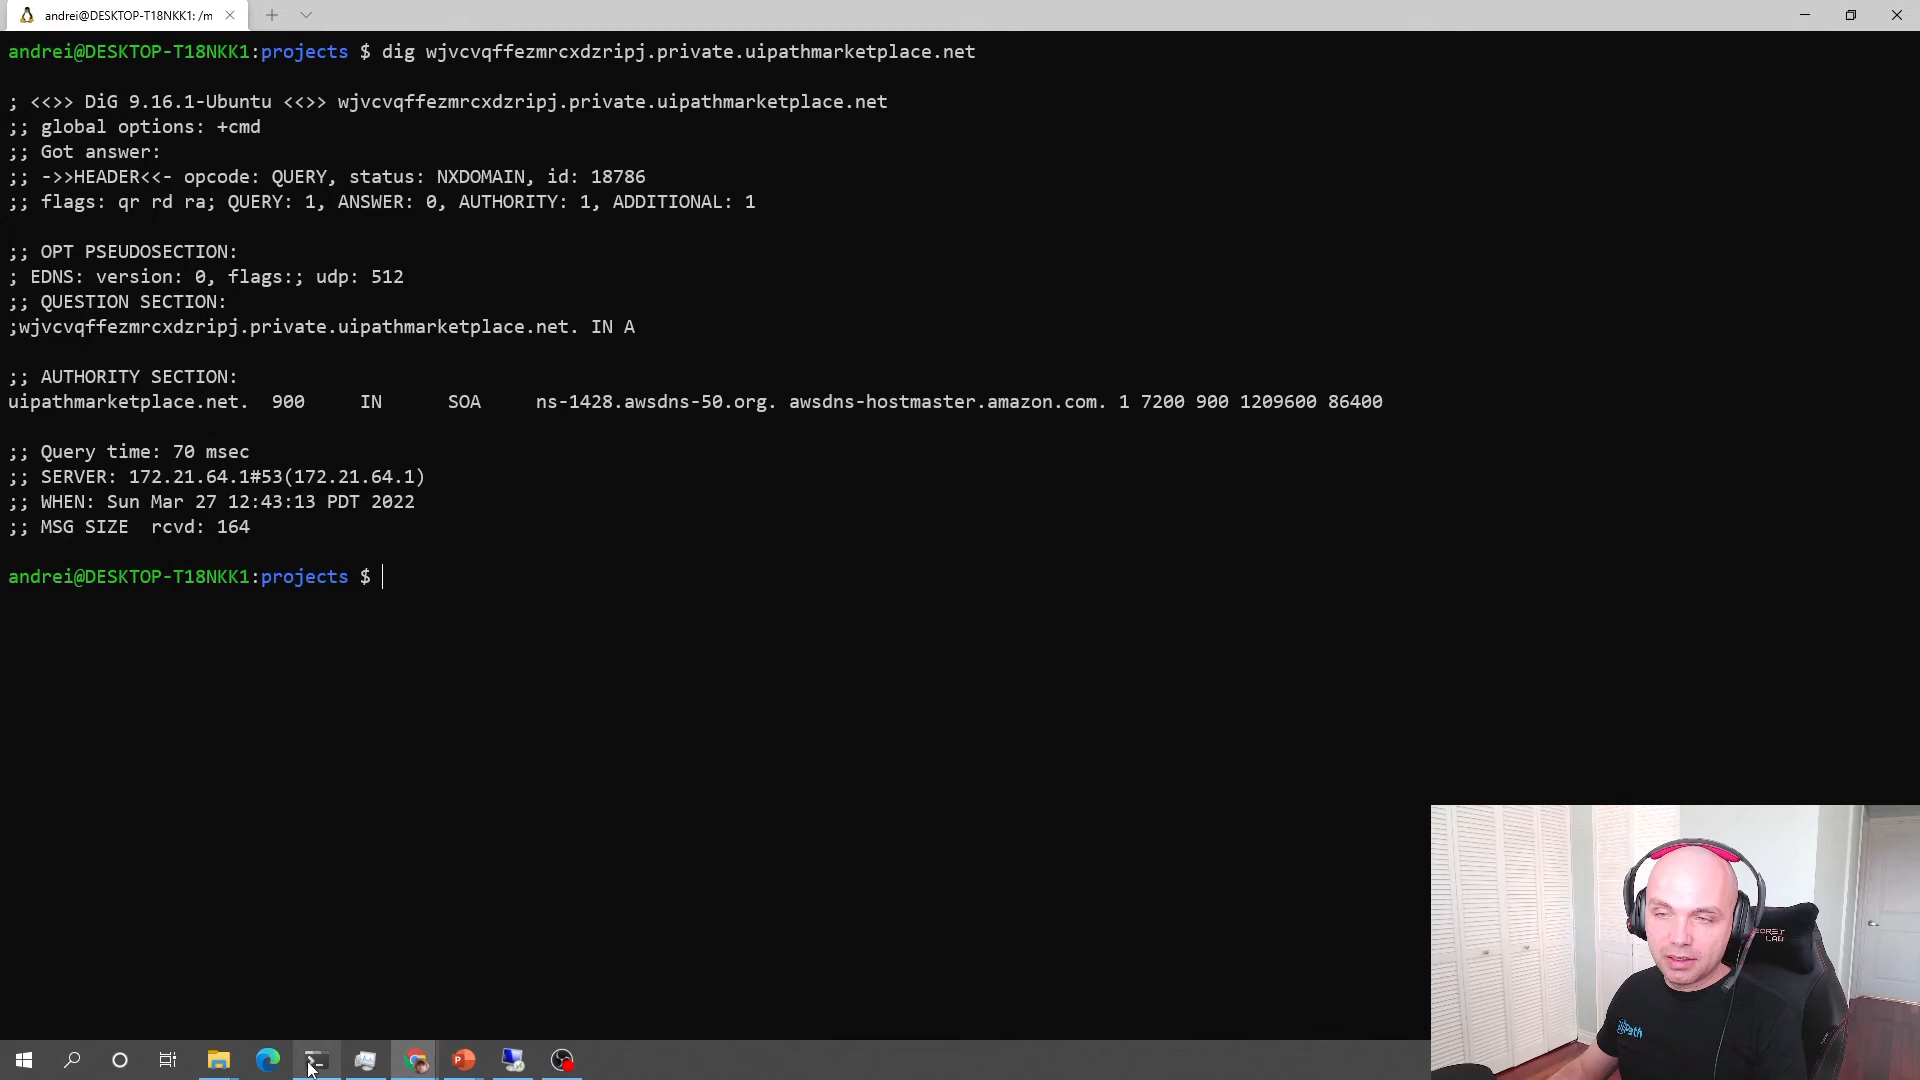 andrei@DESKTOP-T18NKK1: /m
andrei@DESKTOP-T18NKK1:projects $ dig wjvcvqffezmrcxdzripj.private.uipathmarketplace.net
; <<>> DiG 9.16.1-Ubuntu <<>> wjvcvqffezmrcxdzripj.private.uipathmarketplace.net
;; global options: +cmd
;; Got answer:
;; ->>HEADER<<- opcode: QUERY, status: NXDOMAIN, id: 18786
;; flags: qr rd ra; QUERY: 1, ANSWER: 0, AUTHORITY: 1, ADDITIONAL: 1
;; OPT PSEUDOSECTION:
; EDNS: version: 0, flags:; udp: 512
;; QUESTION SECTION:
;wjvcvqffezmrcxdzripj.private.uipathmarketplace.net. IN A
;; AUTHORITY SECTION:
uipathmarketplace.net. 900 IN SOA ns-1428.awsdns-50.org. awsdns-hostmaster.amazon.com. 1 7200 900 1209600 86400
;; Query time: 70 msec
;; SERVER: 172.21.64.1#53(172.21.64.1)
;; WHEN: Sun Mar 27 12:43:13 PDT 2022
;; MSG SIZE rcvd: 164
andrei@DESKTOP-T18NKK1:projects $